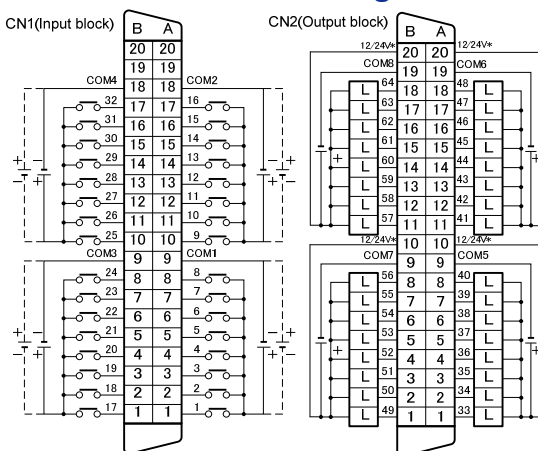 CN1(Input block)
B A
20 20
19 19
COM4 18 18 COM2
32 17 17 16
31 16 16 15
30 15 15 14
29 14 14 13
28 13 13 12
27 12 12 11
26 11 11 10
25 10 10 9
COM3 9 9 COM1
24 8 8 8
23 7 7 7
22 6 6 6
21 5 5 5
20 4 4 4
19 3 3 3
18 2 2 2
17 1 1 1
CN2(Output block)
B A
12/24V* 20 20 12/24V*
COM8 19 19 COM6
L 64 18 18 48 L
L 63 17 17 47 L
L 62 16 16 46 L
L 61 15 15 45 L
L 60 14 14 44 L
L 59 13 13 43 L
L 58 12 12 42 L
L 57 11 11 41 L
12/24V* 10 10 12/24V*
COM7 9 9 COM5
L 56 8 8 40 L
L 55 7 7 39 L
L 54 6 6 38 L
L 53 5 5 37 L
L 52 4 4 36 L
L 51 3 3 35 L
L 50 2 2 34 L
L 49 1 1 33 L